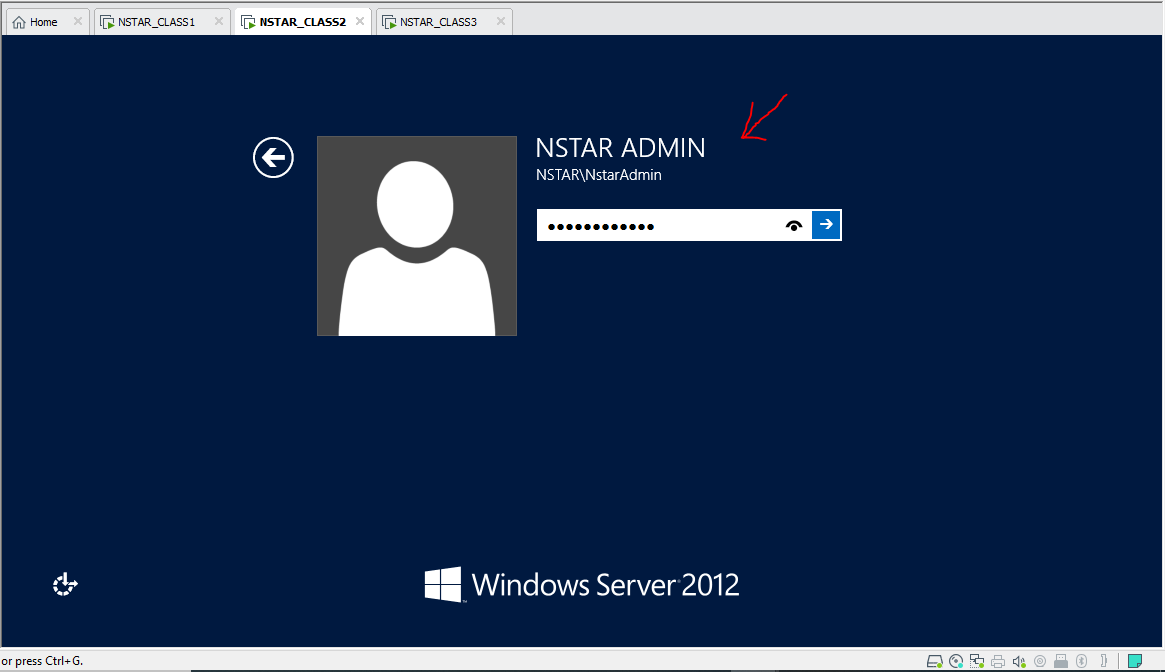 Home
NSTAR_CLASS1
NSTAR_CLASS2
NSTAR_CLASS3
NSTAR ADMIN
NSTAR\NstarAdmin
Windows Server 2012
or press Ctrl+G.